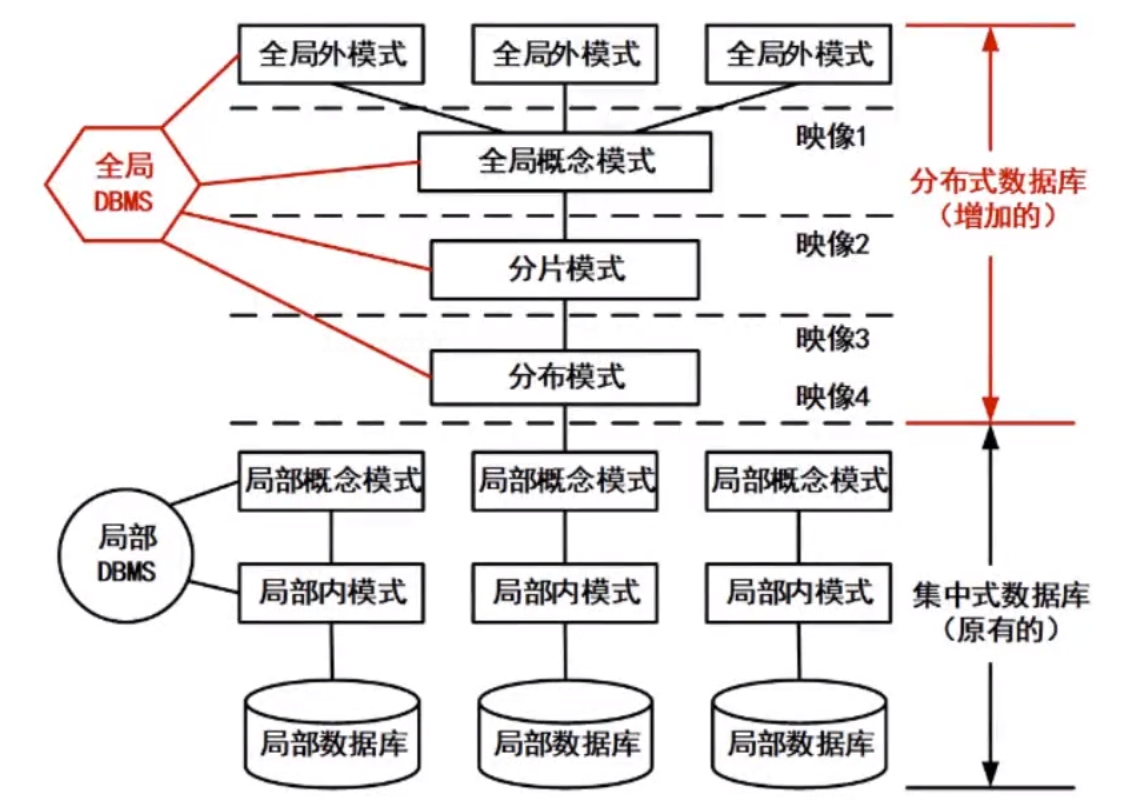 全局外模式
全局外模式
全局外模式
映像1
全局概念模式
全局
DBMS
分布式数据库
（增加的）
映像2
分片模式
映像3
分布模式
映像4
局部概念模式
局部概念模式
局部概念模式
局部
DBMS
局部内模式
局部内模式
局部内模式
集中式数据库
（原有的）
局部数据库
局部数据库
局部数据库